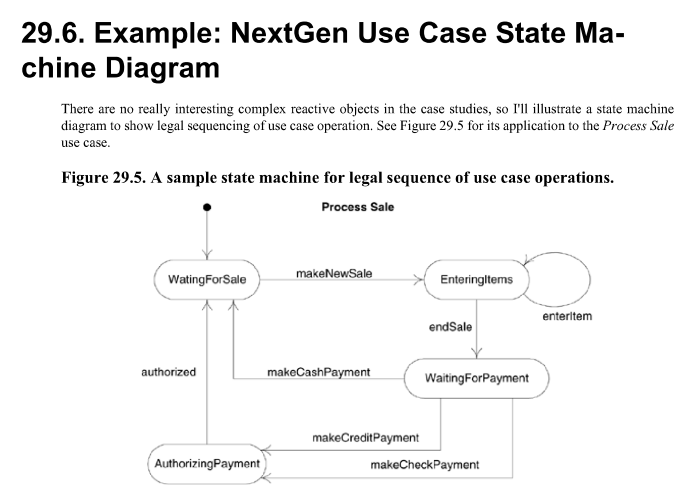 29.6. Example: NextGen Use Case State Ma-
chine Diagram
There are no really interesting complex reactive objects in the case studies, so I'll illustrate a state machine
diagram to show legal sequencing of use case operation. See Figure 29.5 for its application to the Process Sale
use case.
Figure 29.5. A sample state machine for legal sequence of use case operations.
Process Sale
WatingForSale
makeNewSale
EnteringItems
enterItem
endSale
authorized
makeCashPayment
WaitingForPayment
makeCreditPayment
AuthorizingPayment
makeCheckPayment